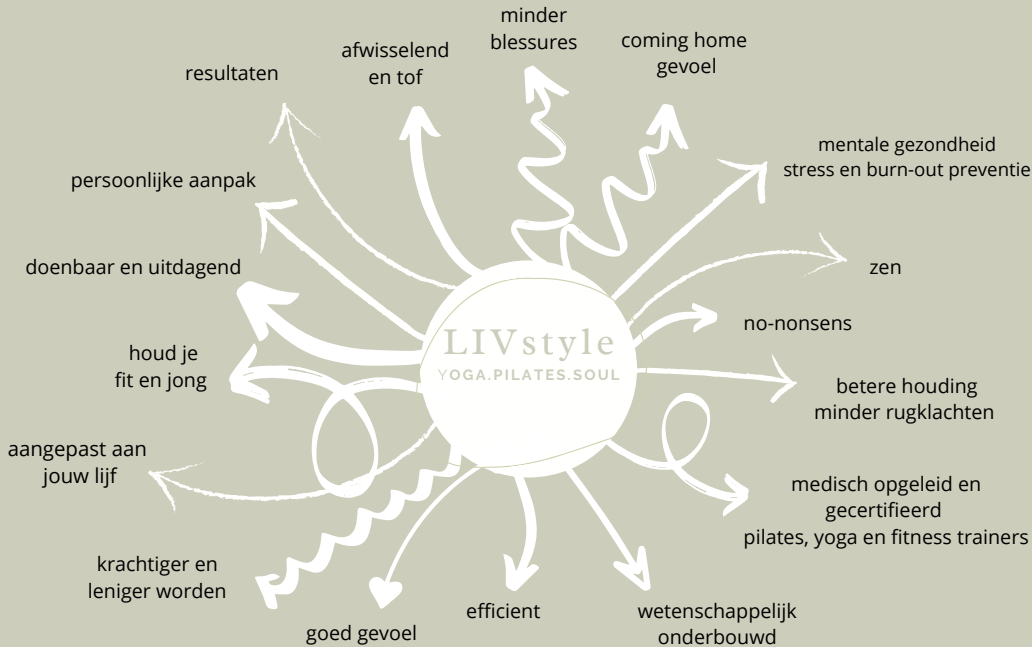 minder
blessures
coming home
gevoel
afwisselend
en tof
resultaten
mentale gezondheid
stress en burn-out preventie
persoonlijke aanpak
doenbaar en uitdagend
zen
no-nonsens
LIVstyle
YOGA.PILATES.SOUL
houd je
fit en jong
betere houding
minder rugklachten
aangepast aan
jouw lijf
medisch opgeleid en
gecertifieerd
pilates, yoga en fitness trainers
krachtiger en
leniger worden
efficient
wetenschappelijk
onderbouwd
goed gevoel